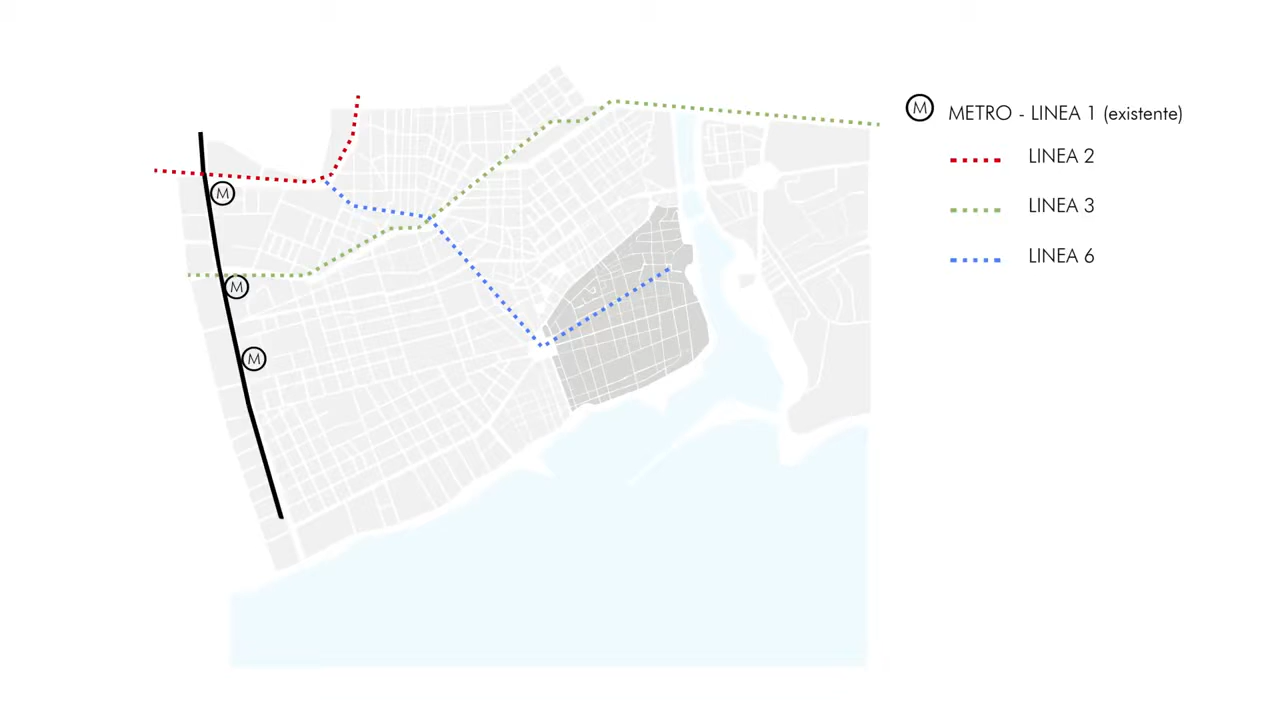 M METRO - LINEA 1 (existente)
LINEA 2
LINEA 3
LINEA 6
M
M
M